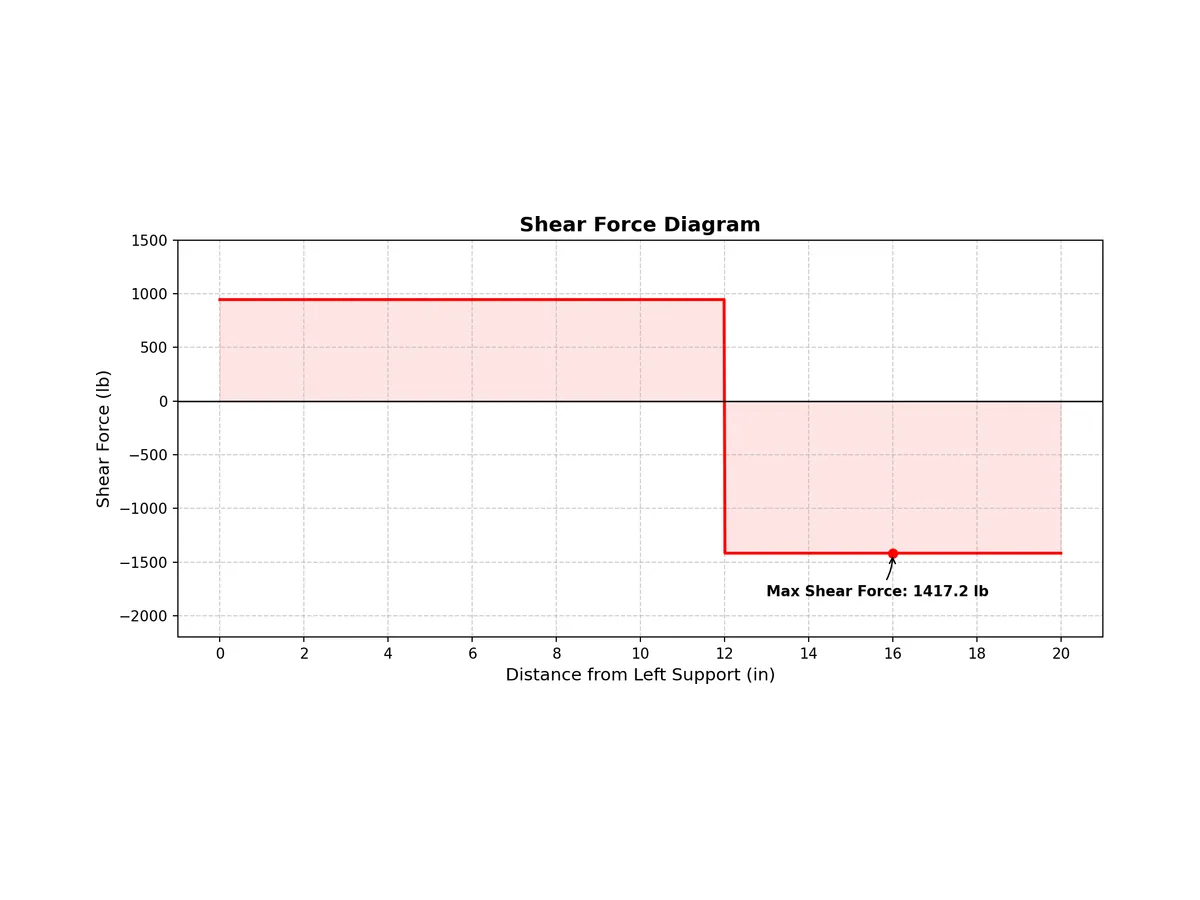 Shear Force Diagram
1500
1000
500
0
−500
−1000
−1500
−2000
Shear Force (lb)
Max Shear Force: 1417.2 lb
0 2 4 6 8 10 12 14 16 18 20
Distance from Left Support (in)